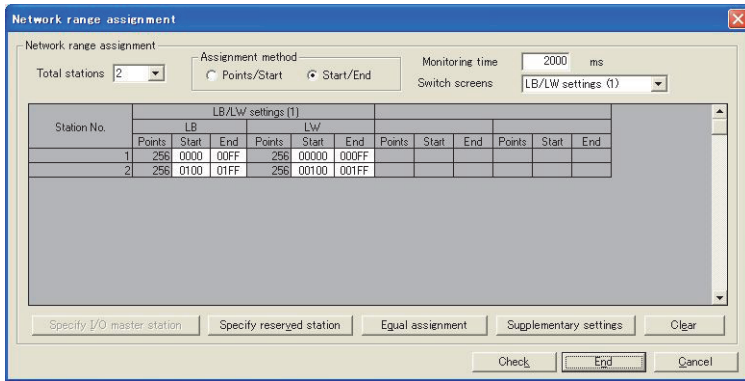 Network range assignment
Network range assignment
Assignment method
Total stations 2 Points/Start Start/End Monitoring time 2000 ms
Switch screens LB/LW settings (1)
Station No. LB/LW settings (1)
LB LW
Points Start End Points Start End Points Start End Points Start End
1 256 0000 00FF 256 00000 000FF
2 256 0100 01FF 256 00100 001FF
Specify I/O master station Specify reserved station Equal assignment Supplementary settings Clear
Check End Cancel